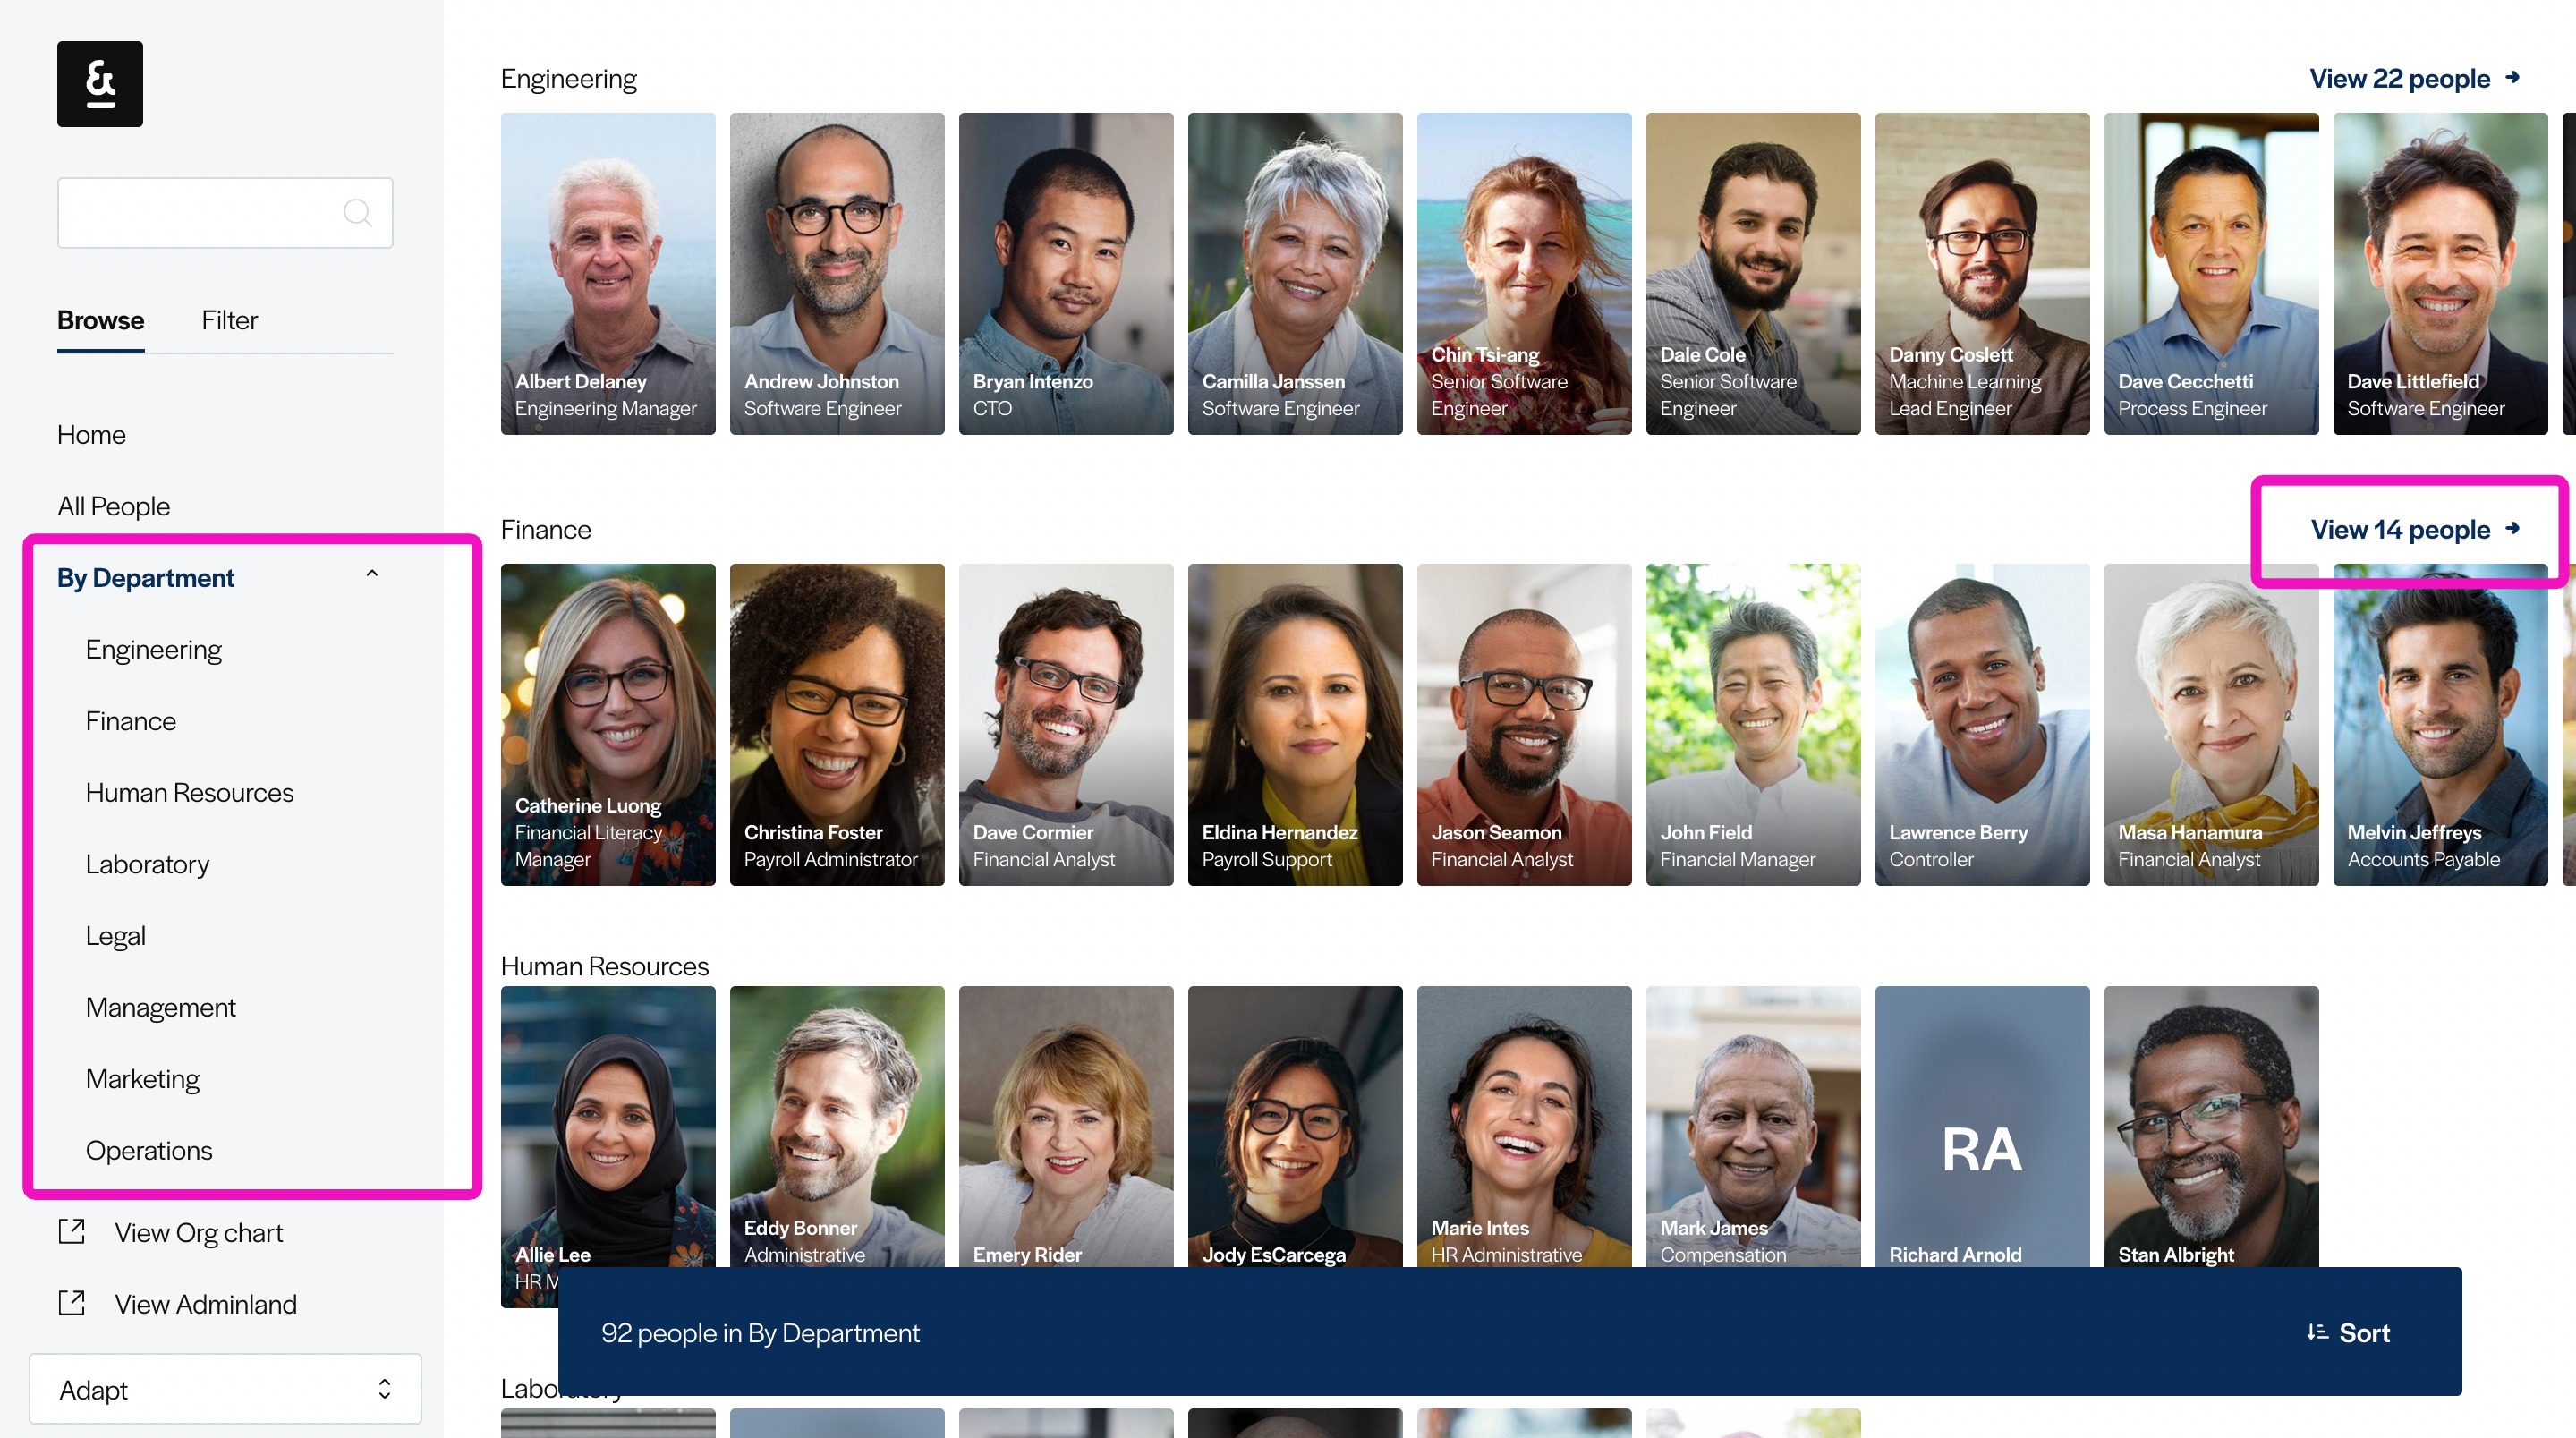 &
Browse
Filter
Home
All People
By Department
Engineering
Finance
Human Resources
Laboratory
Legal
Management
Marketing
Operations
View Org chart
View Adminland
Adapt
Engineering
View 22 people
Albert Delaney
Engineering Manager
Andrew Johnston
Software Engineer
Bryan Intenzo
CTO
Camilla Janssen
Software Engineer
Chin Tsi-ang
Senior Software
Engineer
Dale Cole
Senior Software
Engineer
Danny Coslett
Machine Learning
Lead Engineer
Dave Cecchetti
Process Engineer
Dave Littlefield
Software Engineer
Finance
View 14 people
Catherine Luong
Financial Literacy
Manager
Christina Foster
Payroll Administrator
Dave Cormier
Financial Analyst
Eldina Hernandez
Payroll Support
Jason Seamon
Financial Analyst
John Field
Financial Manager
Lawrence Berry
Controller
Masa Hanamura
Financial Analyst
Melvin Jeffreys
Accounts Payable
Human Resources
Allie Lee
HR M
Eddy Bonner
Administrative
Emery Rider
Jody EsCarcega
Marie Intes
HR Administrative
Mark James
Compensation
RA
Richard Arnold
Stan Albright
92 people in By Department
Sort
Laboratory